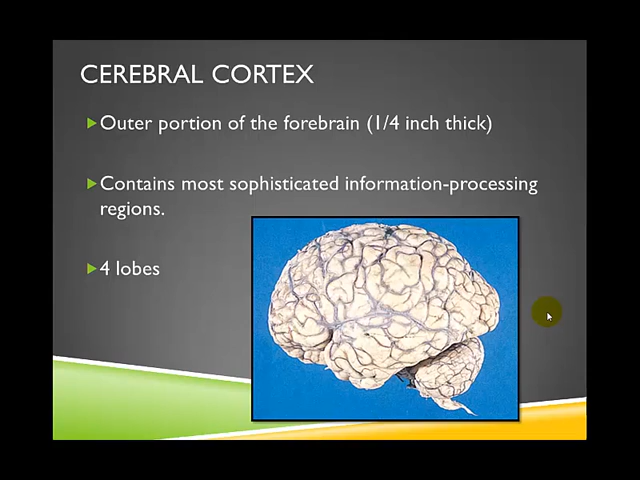 CEREBRAL CORTEX
Outer portion of the forebrain (1/4 inch thick)
Contains most sophisticated information-processing
regions.
4 lobes